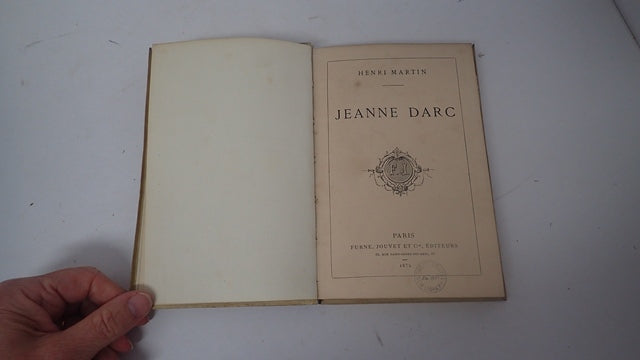 HENRI MARTIN
JEANNE DARC
PARIS
FURNE, JOUVET ET Cie, ÉDITEURS